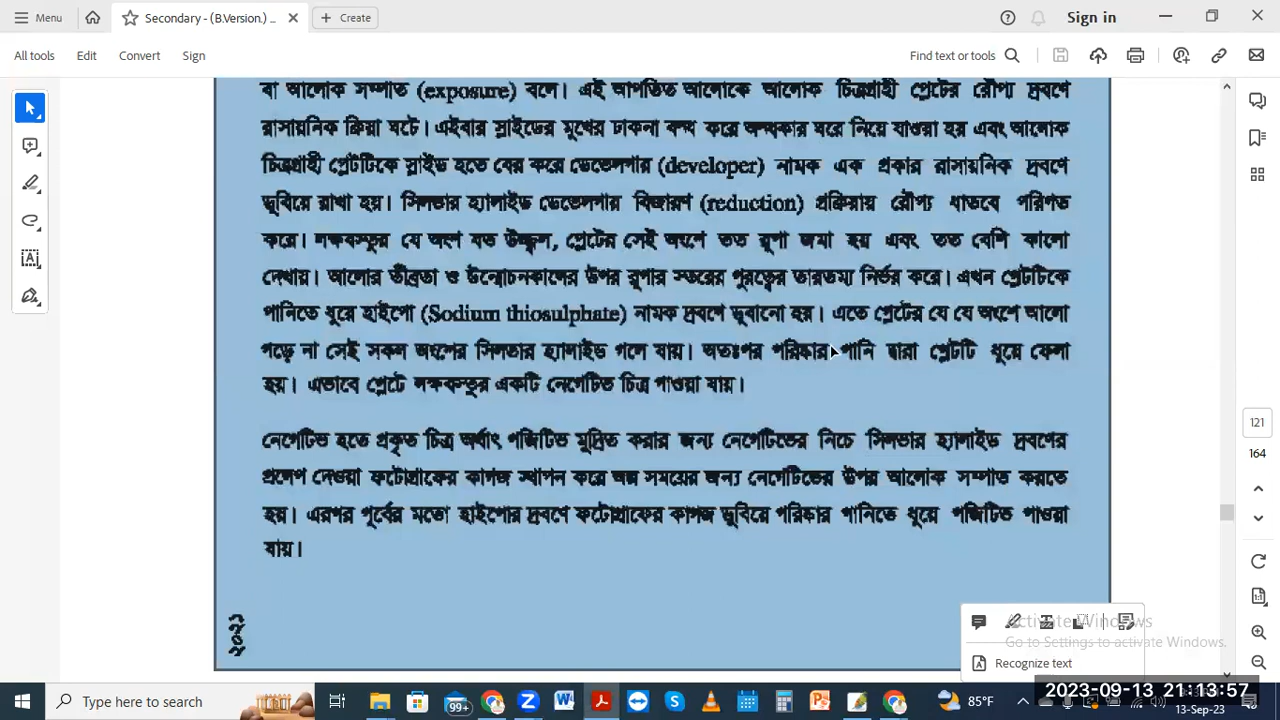 Menu
Secondary - (B.Version.) ...
Create
Sign in
All tools
Edit
Convert
Sign
Find text or tools
বা আলোক সম্পাত (exposure) বলে। এই আপতিত আলোকে আলোক চিত্রগ্রাহী প্লেটের রৌপ্য দ্রবণে
রাসায়নিক ক্রিয়া ঘটে। এইবার স্লাইডের মুখের ঢাকনা বন্ধ করে অন্ধকার ঘরে নিয়ে যাওয়া হয় এবং আলোক
চিত্রগ্রাহী প্লেটটিকে স্লাইড হতে বের করে ডেভেলপার (developer) নামক এক প্রকার রাসায়নিক দ্রবণে
ডুবিয়ে রাখা হয়। সিলভার হ্যালাইড ডেভেলপার বিজারণ (reduction) প্রক্রিয়ায় রৌপ্য ধাতবে পরিণত
করে। লক্ষবস্তুর যে অংশ যত উজ্জ্বল, প্লেটের সেই অংশে তত রূপা জমা হয় এবং তত বেশি কালো
দেখায়। আলোর তীব্রতা ও উন্মোচনকালের উপর রূপার স্তরের পুরুত্বের তারতম্য নির্ভর করে। এখন প্লেটটিকে
পানিতে ধুয়ে হাইপো (Sodium thiosulphate) নামক দ্রবণে ডুবানো হয়। এতে প্লেটের যে যে অংশে আলো
পড়ে না সেই সকল অংশের সিলভার হ্যালাইড গলে যায়। অতঃপর পরিষ্কার পানি দ্বারা প্লেটটি ধুয়ে ফেলা
হয়। এভাবে প্লেটে লক্ষবস্তুর একটি নেগেটিভ চিত্র পাওয়া যায়।
নেগেটিভ হতে প্রকৃত চিত্র অর্থাৎ পজিটিভ মুদ্রিত করার জন্য নেগেটিভের নিচে সিলভার হ্যালাইড দ্রবণের
প্রলেপ দেওয়া ফটোগ্রাফের কাগজ স্থাপন করে অল্প সময়ের জন্য নেগেটিভের উপর আলোক সম্পাত করতে
হয়। এরপর পূর্বের মতো হাইপোর দ্রবণে ফটোগ্রাফের কাগজ ডুবিয়ে পরিষ্কার পানিতে ধুয়ে পজিটিভ পাওয়া
যায়।
২০২১
121
164
Activate Windows
Go to Settings to activate Windows.
Recognize text
Type here to search
99+
85°F
2023-09-13 21:13:57
13-Sep-23